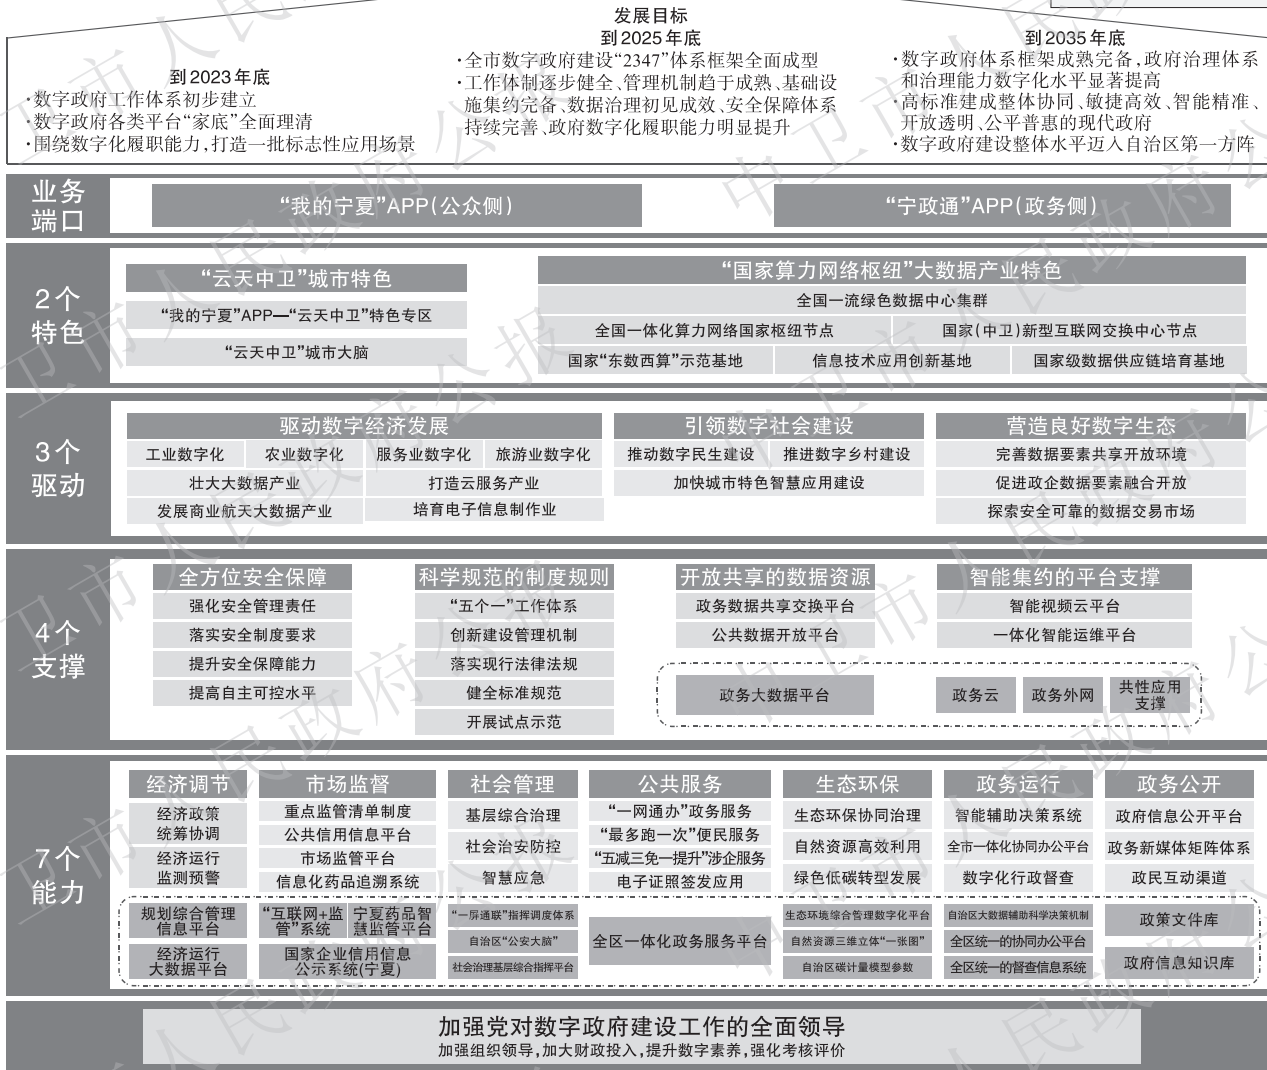 发展目标
到2023年底
·数字政府工作体系初步建立
·数字政府各类平台“家底”全面理清
·围绕数字化履职能力,打造一批标志性应用场景
到2025年底
·全市数字政府建设“2347”体系框架全面成型
·工作体制逐步健全、管理机制趋于成熟、基础设
施集约完备、数据治理初见成效、安全保障体系
持续完善、政府数字化履职能力明显提升
到2035年底
·数字政府体系框架成熟完备,政府治理体系
和治理能力数字化水平显著提高
·高标准建成整体协同、敏捷高效、智能精准、
开放透明、公平普惠的现代政府
·数字政府建设整体水平迈入自治区第一方阵
业务
端口
“我的宁夏”APP(公众侧)
“宁政通”APP(政务侧)
2个
特色
“云天中卫”城市特色
“我的宁夏”APP—“云天中卫”特色专区
“云天中卫”城市大脑
“国家算力网络枢纽”大数据产业特色
全国一流绿色数据中心集群
全国一体化算力网络国家枢纽节点
国家(中卫)新型互联网交换中心节点
国家“东数西算”示范基地
信息技术应用创新基地
国家级数据供应链培育基地
3个
驱动
驱动数字经济发展
工业数字化
农业数字化
服务业数字化
旅游业数字化
壮大大数据产业
打造云服务产业
发展商业航天大数据产业
培育电子信息制作业
引领数字社会建设
推动数字民生建设
推进数字乡村建设
加快城市特色智慧应用建设
营造良好数字生态
完善数据要素共享开放环境
促进政企数据要素融合开放
探索安全可靠的数据交易市场
4个
支撑
全方位安全保障
强化安全管理责任
落实安全制度要求
提升安全保障能力
提高自主可控水平
科学规范的制度规则
“五个一”工作体系
创新建设管理机制
落实现行法律法规
健全标准规范
开展试点示范
开放共享的数据资源
政务数据共享交换平台
公共数据开放平台
智能集约的平台支撑
智能视频云平台
一体化智能运维平台
政务大数据平台
政务云
政务外网
共性应用
支撑
7个
能力
经济调节
经济政策
统筹协调
经济运行
监测预警
规划综合管理
信息平台
经济运行
大数据平台
市场监督
重点监管清单制度
公共信用信息平台
市场监管平台
信息化药品追溯系统
“互联网+监
管”系统
宁夏药品智
慧监管平台
国家企业信用信息
公示系统(宁夏)
社会管理
基层综合治理
社会治安防控
智慧应急
“一屏通联”指挥调度体系
自治区“公安大脑”
社会治理基层综合指挥平台
公共服务
“一网通办”政务服务
“最多跑一次”便民服务
“五减三免一提升”涉企服务
电子证照签发应用
全区一体化政务服务平台
生态环保
生态环保协同治理
自然资源高效利用
绿色低碳转型发展
生态环境综合管理数字化平台
自然资源三维立体“一张图”
自治区碳计量模型参数
政务运行
智能辅助决策系统
全市一体化协同办公平台
数字化行政督查
自治区大数据辅助科学决策机制
全区统一的协同办公平台
全区统一的督查信息系统
政务公开
政府信息公开平台
政务新媒体矩阵体系
政民互动渠道
政策文件库
政府信息知识库
加强党对数字政府建设工作的全面领导
加强组织领导,加大财政投入,提升数字素养,强化考核评价
中卫市人民政府公报